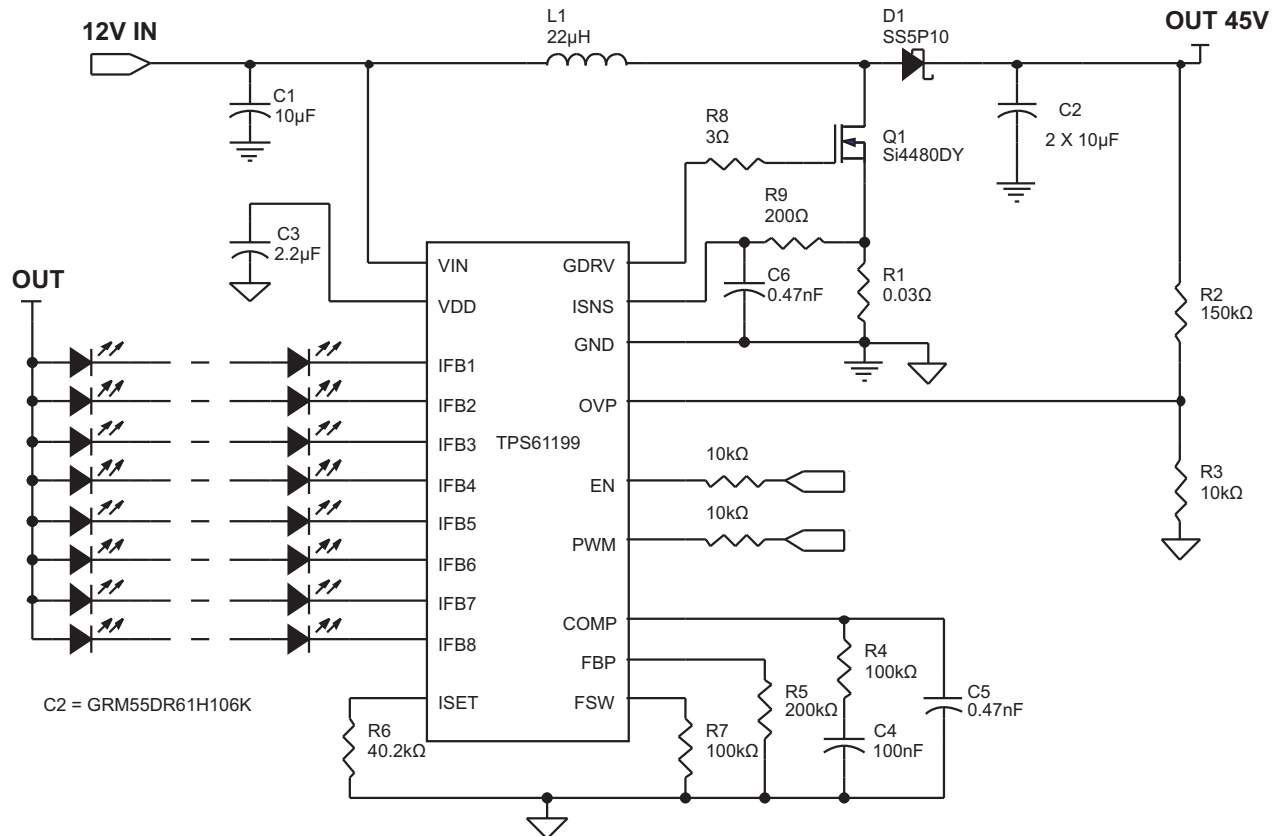 12V IN
L1
22µH
D1
SS5P10
OUT 45V
C1
10µF
R8
3Ω
Q1
Si4480DY
C2
2 X 10µF
R9
200Ω
C3
2.2µF
OUT
VIN
GDRV
C6
0.47nF
R1
0.03Ω
R2
150kΩ
VDD
ISNS
GND
IFB1
IFB2
OVP
IFB3
TPS61199
10kΩ
IFB4
EN
R3
10kΩ
IFB5
10kΩ
PWM
IFB6
IFB7
COMP
IFB8
FBP
R4
100kΩ
C2 = GRM55DR61H106K
ISET
FSW
R5
200kΩ
C5
0.47nF
R6
40.2kΩ
R7
100kΩ
C4
100nF